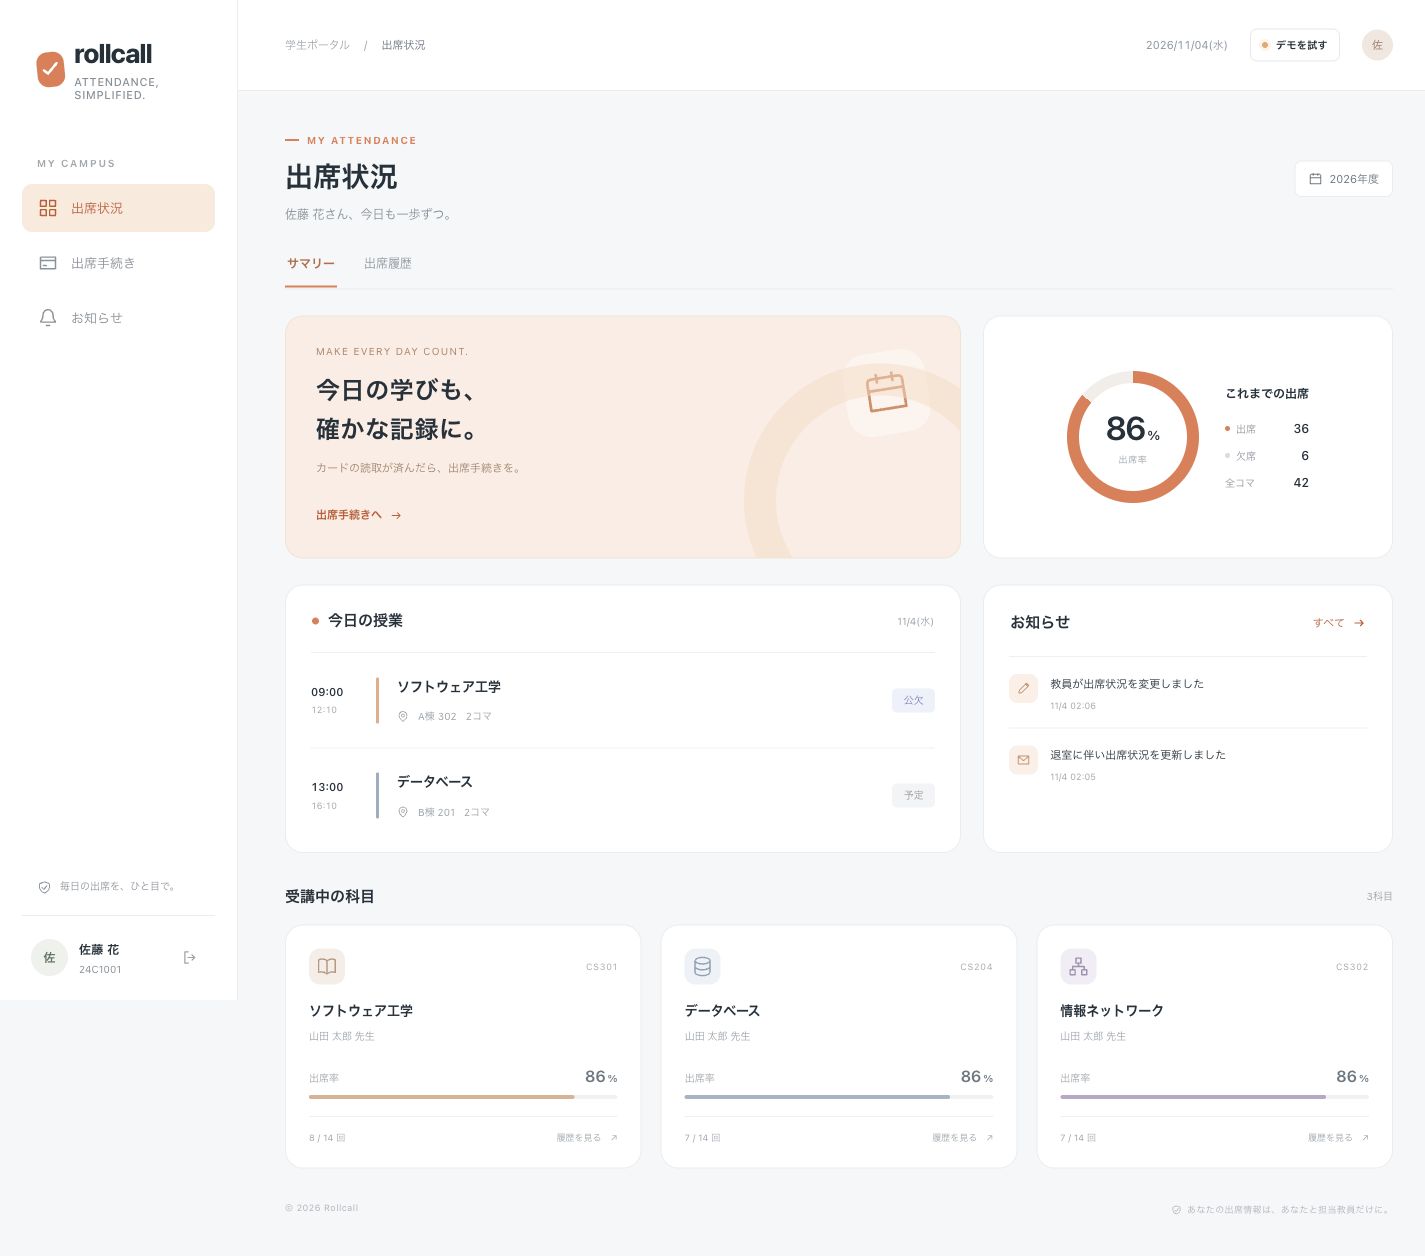 rollcall
ATTENDANCE,
SIMPLIFIED.
MY CAMPUS
出席状況
出席手続き
お知らせ
毎日の出席を、ひと目で。
佐
佐藤 花
24C1001
学生ポータル / 出席状況
2026/11/04(水)
デモを試す
佐
MY ATTENDANCE
出席状況
佐藤 花さん、今日も一歩ずつ。
2026年度
サマリー
出席履歴
MAKE EVERY DAY COUNT.
今日の学びも、
確かな記録に。
カードの読取が済んだら、出席手続きを。
出席手続きへ →
86%
出席率
これまでの出席
出席 36
欠席 6
全コマ 42
今日の授業
11/4(水)
09:00
12:10
ソフトウェア工学
A棟 302 2コマ
公欠
13:00
16:10
データベース
B棟 201 2コマ
予定
お知らせ
すべて →
教員が出席状況を変更しました
11/4 02:06
退室に伴い出席状況を更新しました
11/4 02:05
受講中の科目
3科目
CS301
ソフトウェア工学
山田 太郎 先生
出席率 86%
8 / 14 回
履歴を見る ↗
CS204
データベース
山田 太郎 先生
出席率 86%
7 / 14 回
履歴を見る ↗
CS302
情報ネットワーク
山田 太郎 先生
出席率 86%
7 / 14 回
履歴を見る ↗
© 2026 Rollcall
あなたの出席情報は、あなたと担当教員だけに。